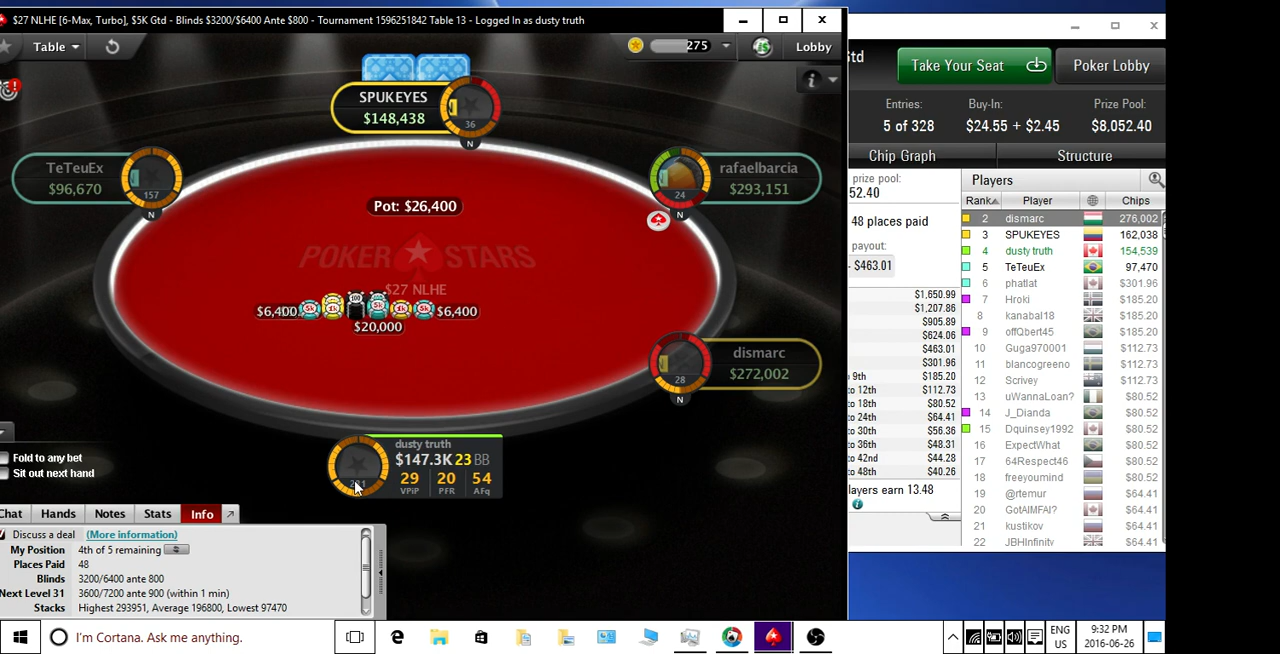 $27 NLHE [6-Max, Turbo], $5K Gtd - Blinds $3200/$6400 Ante $800 - Tournament 1596251842 Table 13 - Logged In as dusty truth
Table
275
Lobby
SPUKEYES
$148,438
36
N
TeTeuEx
$96,670
157
N
rafaelbarcia
$293,151
24
N
Pot: $26,400
POKER STARS
$27 NLHE
$6,400
100
5k
1k
5k
$6,400
$20,000
dismarc
$272,002
28
N
dusty truth
$147.3K 23 BB
29 20 54
VPiP PFR AFq
Fold to any bet
Sit out next hand
Chat Hands Notes Stats Info
Discuss a deal (More information)
My Position 4th of 5 remaining
Places Paid 48
Blinds 3200/6400 ante 800
Next Level 31 3600/7200 ante 900 (within 1 min)
Stacks Highest 293951, Average 196800, Lowest 97470
td
Take Your Seat
Poker Lobby
Entries: Buy-In: Prize Pool:
5 of 328 $24.55 + $2.45 $8,052.40
Chip Graph Structure
prize pool:
52.40
48 places paid
payout:
- $463.01
$1,650.99
$1,207.86
$905.89
$624.06
$463.01
$301.96
9th $185.20
to 12th $112.73
to 18th $80.52
to 24th $64.41
to 30th $56.36
to 36th $48.31
to 42nd $44.28
to 48th $40.26
layers earn 13.48
Players
Rank Player Chips
2 dismarc 276,002
3 SPUKEYES 162,038
4 dusty truth 154,539
5 TeTeuEx 97,470
6 phatlat $301.96
7 Hroki $185.20
8 kanabal18 $185.20
9 offQbert45 $185.20
10 Guga970001 $112.73
11 blancogreeno $112.73
12 Scrivey $112.73
13 uWannaLoan? $80.52
14 J_Dianda $80.52
15 Dquinsey1992 $80.52
16 ExpectWhat $80.52
17 64Respect46 $80.52
18 freeyoumind $80.52
19 @rtemur $64.41
20 GotAIMFAI? $64.41
21 kustikov $64.41
22 JBHInfinity $64.41
I'm Cortana. Ask me anything.
ENG
US
9:32 PM
2016-06-26